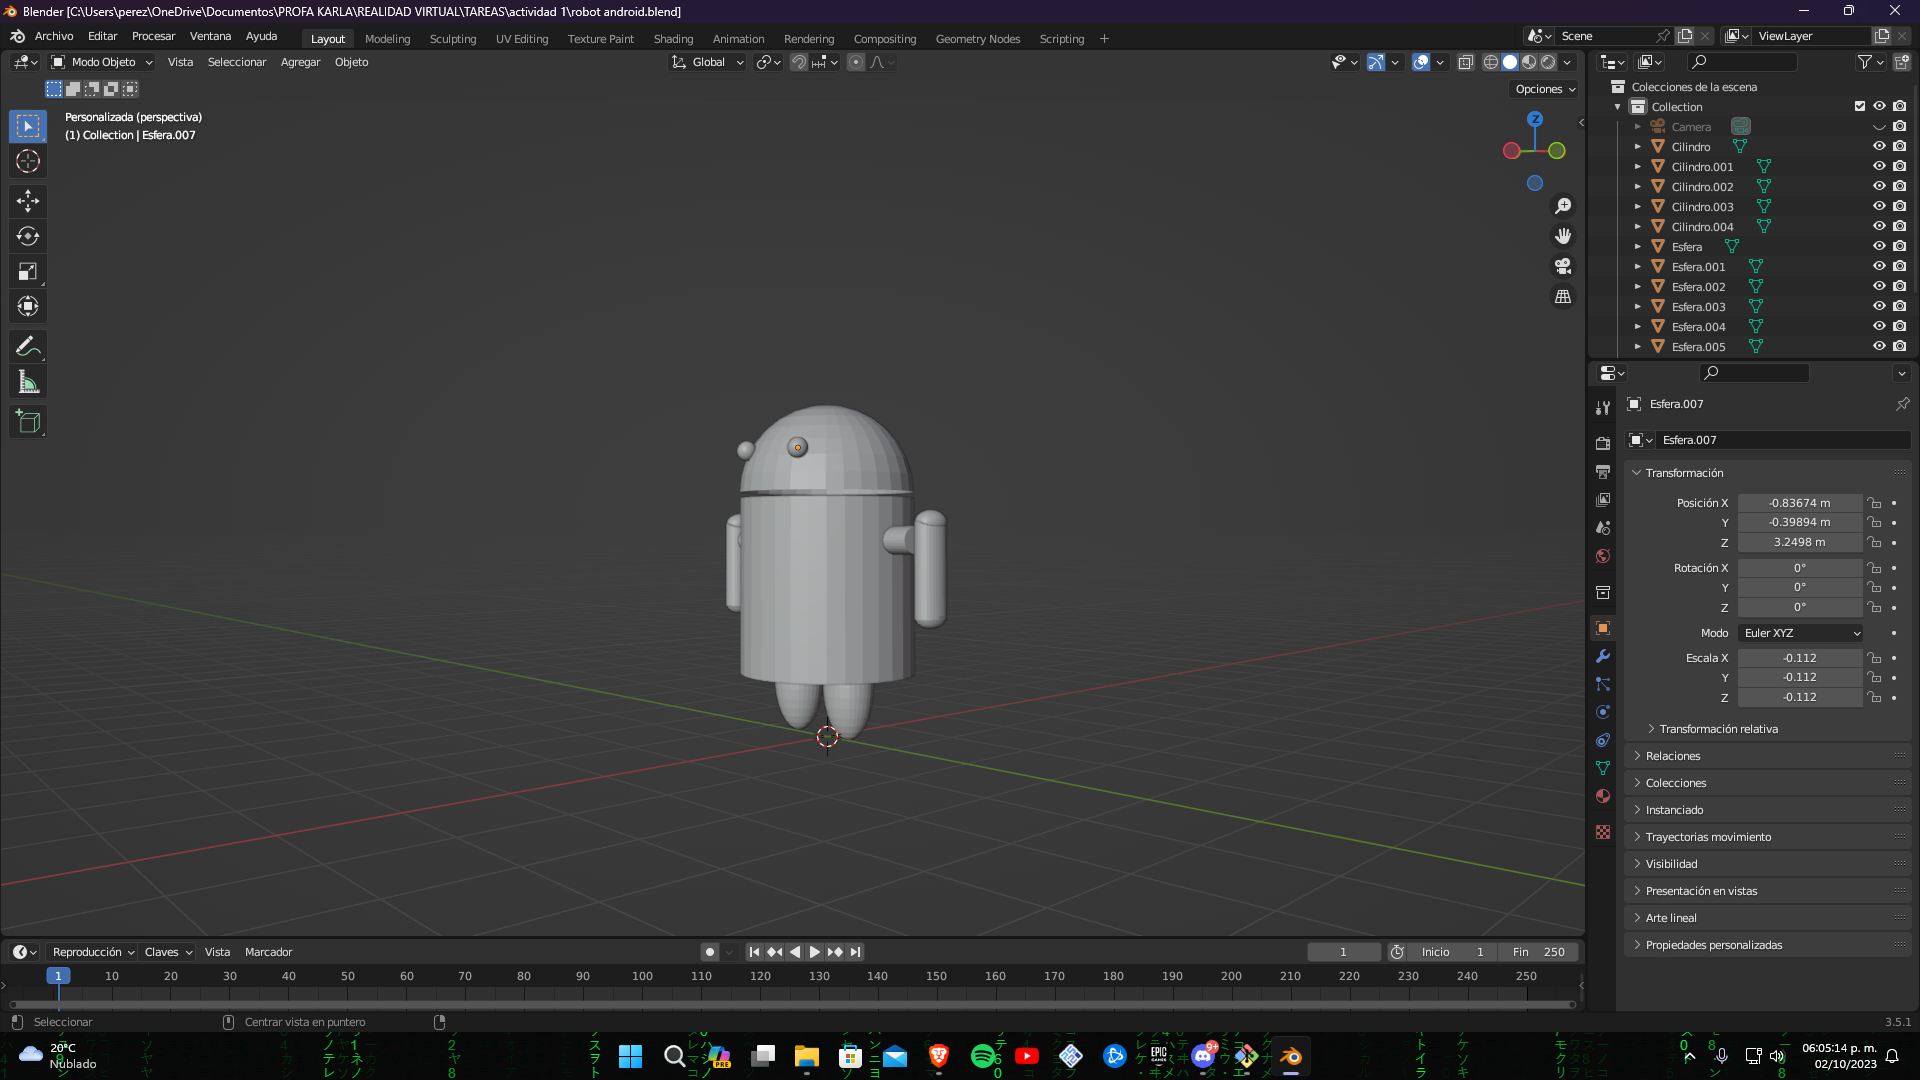 Blender [C:\Users\perez\OneDrive\Documentos\PROFA KARLA\REALIDAD VIRTUAL\TAREAS\actividad 1\robot android.blend]
Archivo Editar Procesar Ventana Ayuda Layout Modeling Sculpting UV Editing Texture Paint Shading Animation Rendering Compositing Geometry Nodes Scripting + Scene ViewLayer
Modo Objeto Vista Seleccionar Agregar Objeto Global
Opciones
Personalizada (perspectiva)
(1) Collection | Esfera.007
Z
Colecciones de la escena
Collection
Camera
Cilindro
Cilindro.001
Cilindro.002
Cilindro.003
Cilindro.004
Esfera
Esfera.001
Esfera.002
Esfera.003
Esfera.004
Esfera.005
Esfera.007
Esfera.007
Transformación
Posición X -0.83674 m
Y -0.39894 m
Z 3.2498 m
Rotación X 0°
Y 0°
Z 0°
Modo Euler XYZ
Escala X -0.112
Y -0.112
Z -0.112
Transformación relativa
Relaciones
Colecciones
Instanciado
Trayectorias movimiento
Visibilidad
Presentación en vistas
Arte lineal
Propiedades personalizadas
Reproducción Claves Vista Marcador 1 Inicio 1 Fin 250
1 10 20 30 40 50 60 70 80 90 100 110 120 130 140 150 160 170 180 190 200 210 220 230 240 250
Seleccionar Centrar vista en puntero 3.5.1
20°C
Nublado
PRE
EPIC
GAMES
9+
06:05:14 p. m.
02/10/2023